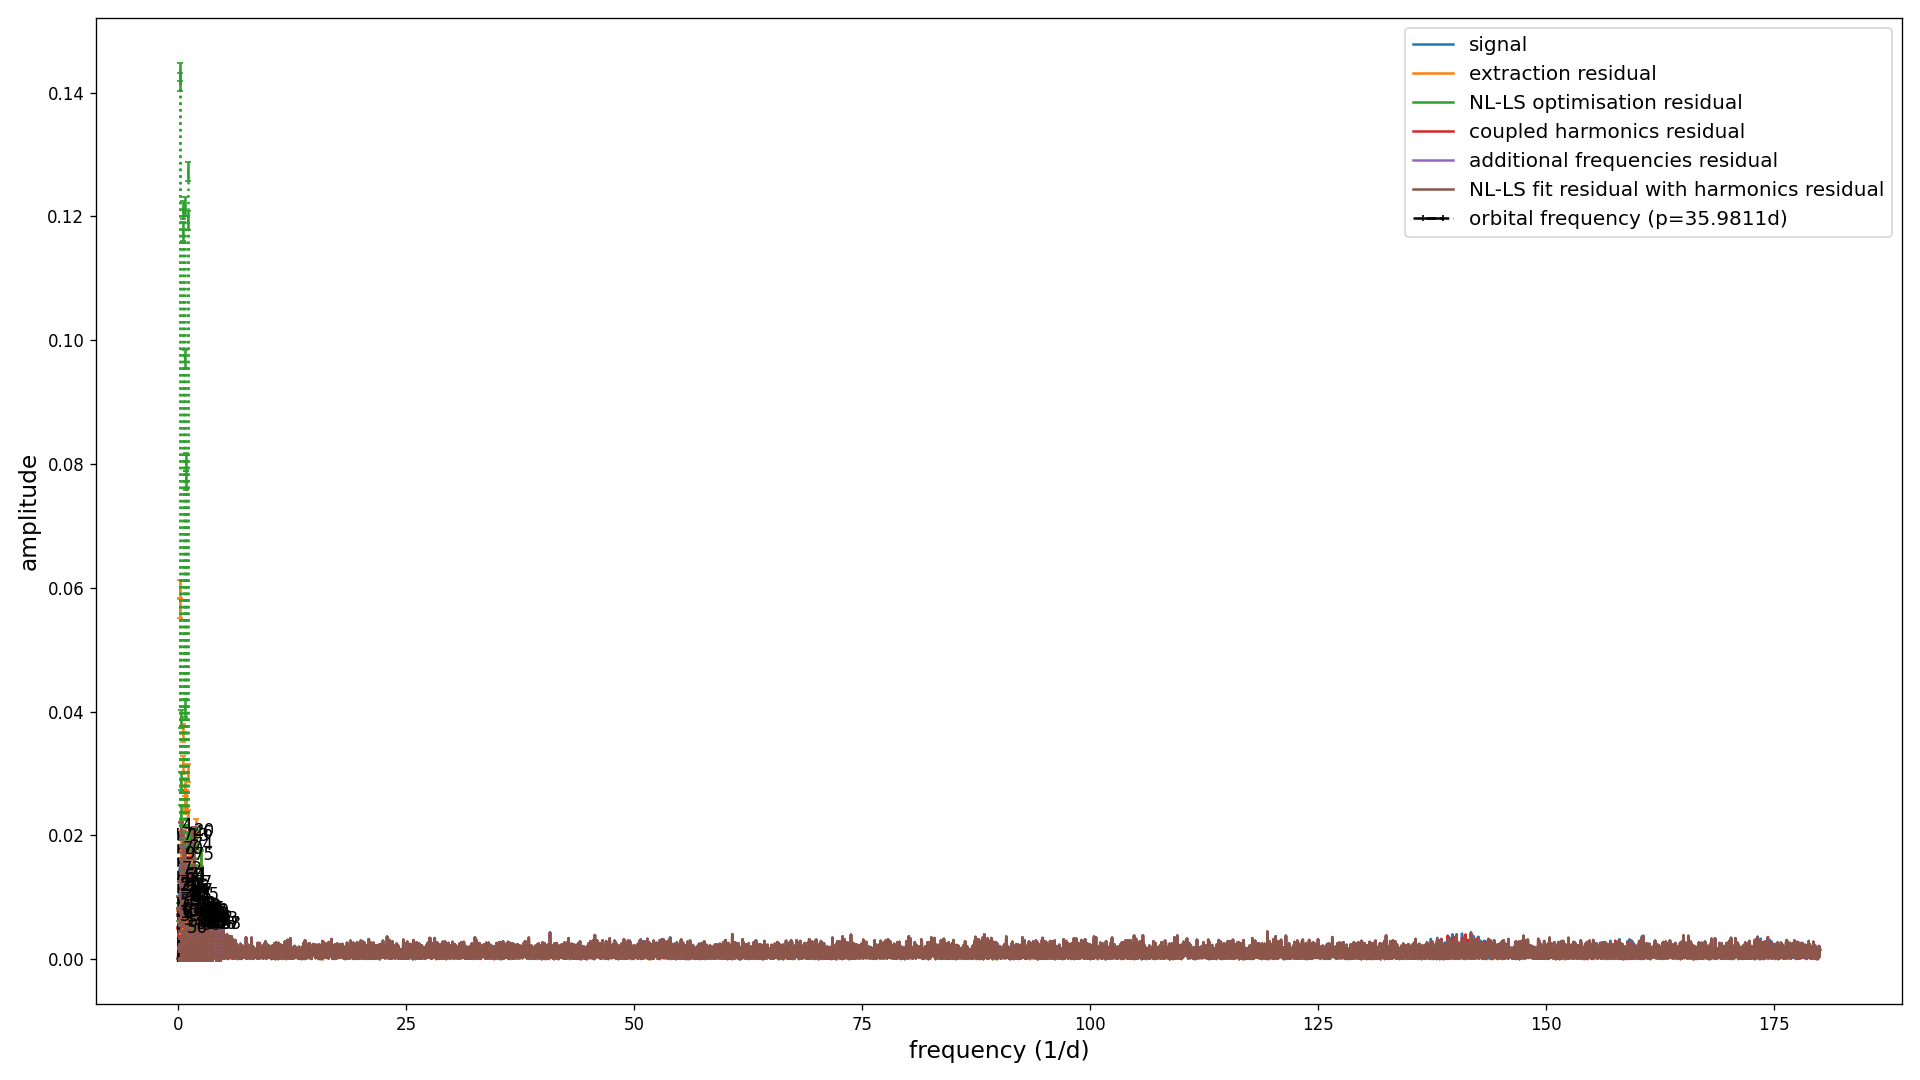 signal
extraction residual
NL-LS optimisation residual
coupled harmonics residual
additional frequencies residual
NL-LS fit residual with harmonics residual
orbital frequency (p=35.9811d)
amplitude
0.14
0.12
0.10
0.08
0.06
0.04
0.02
0.00
0
25
50
75
100
125
150
175
frequency (1/d)